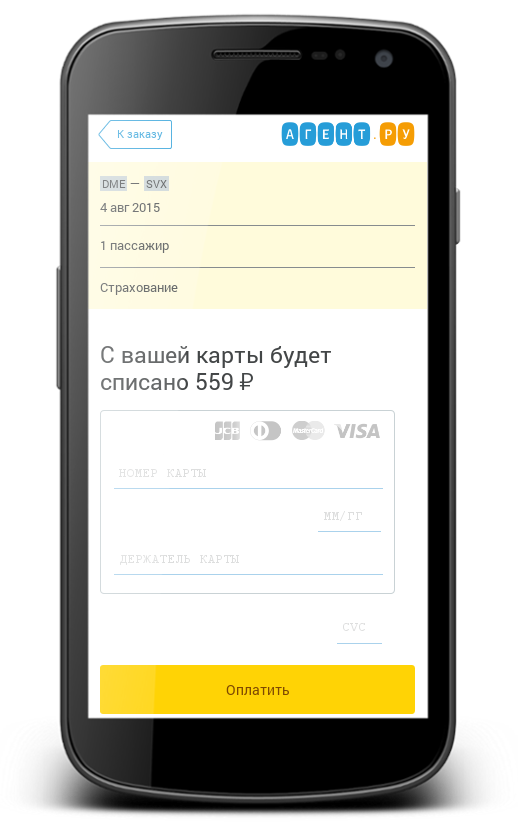 К заказу
АГЕНТ.РУ
DME — SVX
4 авг 2015
1 пассажир
Страхование
С вашей карты будет
списано 559 ₽
JCB MasterCard VISA
НОМЕР КАРТЫ
ММ/ГГ
ДЕРЖАТЕЛЬ КАРТЫ
CVC
Оплатить